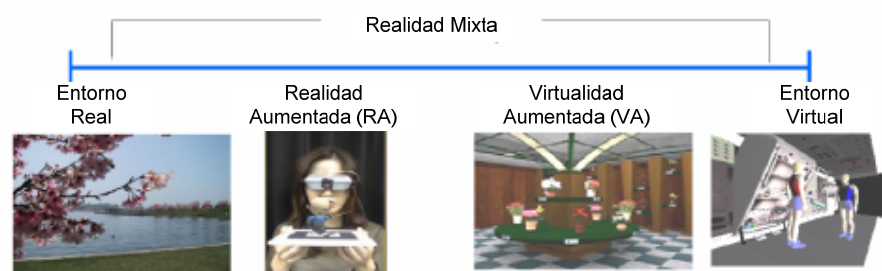 Realidad Mixta
Entorno
Real
Realidad
Aumentada (RA)
Virtualidad
Aumentada (VA)
Entorno
Virtual